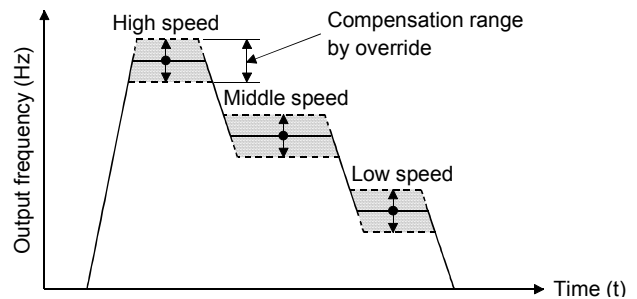 High speed
Compensation range
by override
Middle speed
Low speed
Output frequency (Hz)
Time (t)